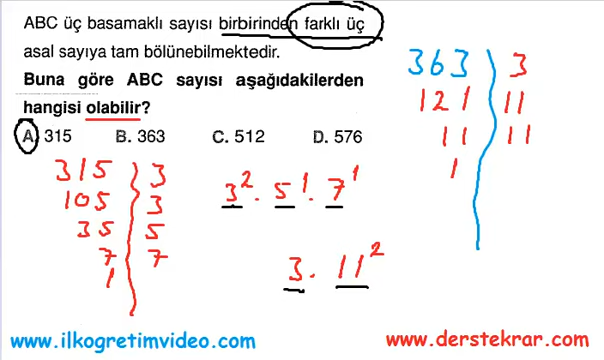 ABC üç basamaklı sayısı birbirinden farklı üç
asal sayıya tam bölünebilmektedir.
Buna göre ABC sayısı aşağıdakilerden
hangisi olabilir?
A. 315 B. 363 C. 512 D. 576
315 3
105 3
35 5
7 7
1
3² . 5¹ . 7¹
3 . 11²
363 3
121 11
11 11
1
www.ilkogretimvideo.com
www.derstekrar.com